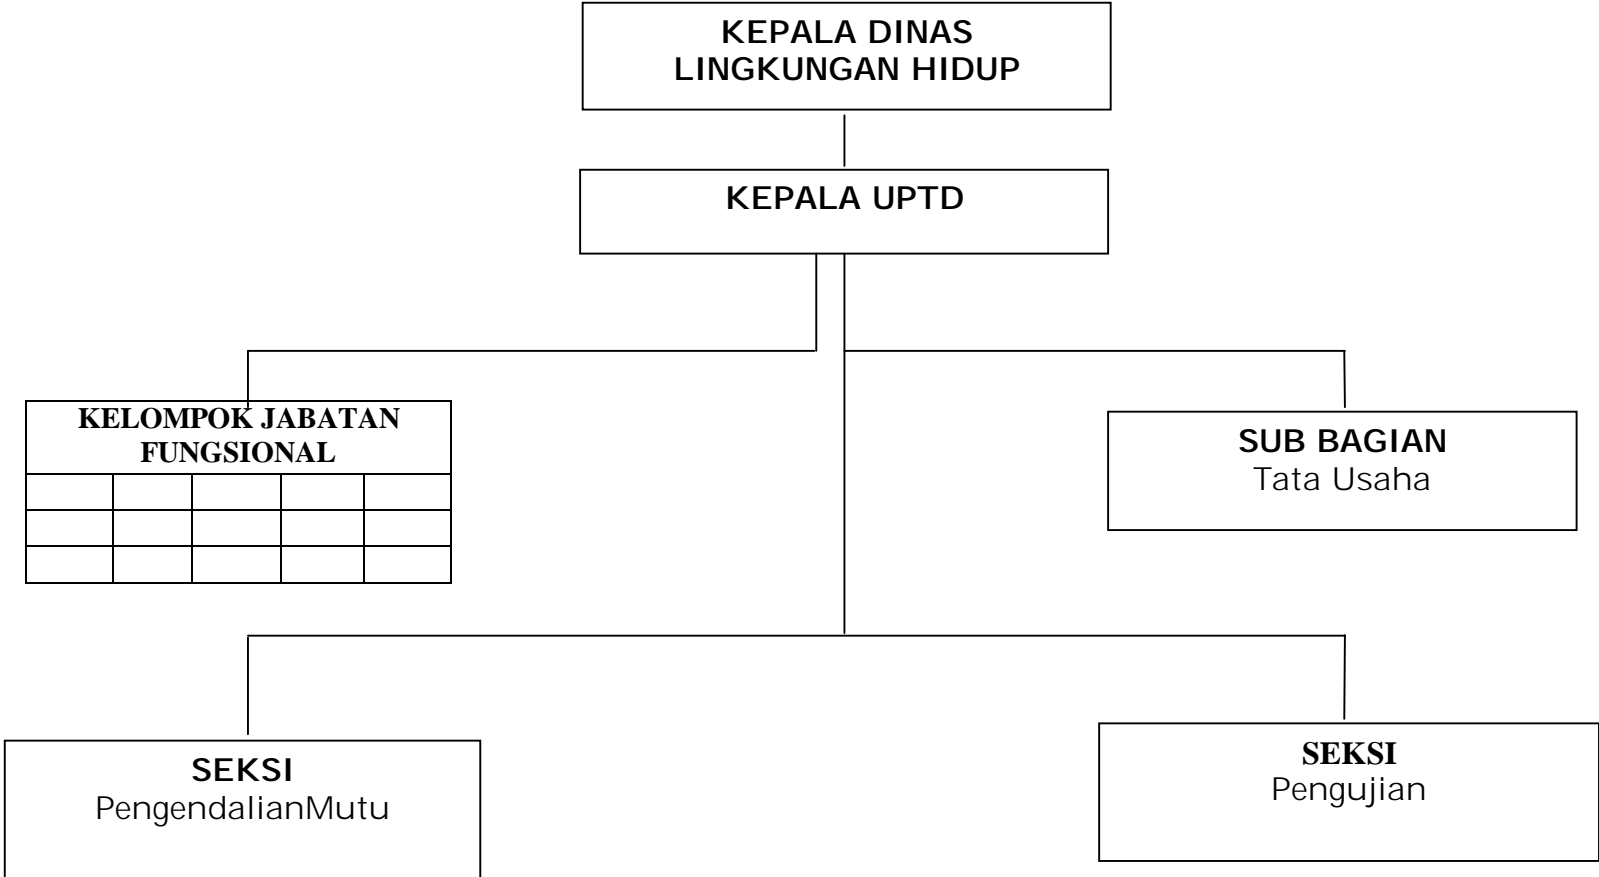 KEPALA DINAS
LINGKUNGAN HIDUP
KEPALA UPTD
KELOMPOK JABATAN
FUNGSIONAL
SUB BAGIAN
Tata Usaha
SEKSI
PengendalianMutu
SEKSI
Pengujian